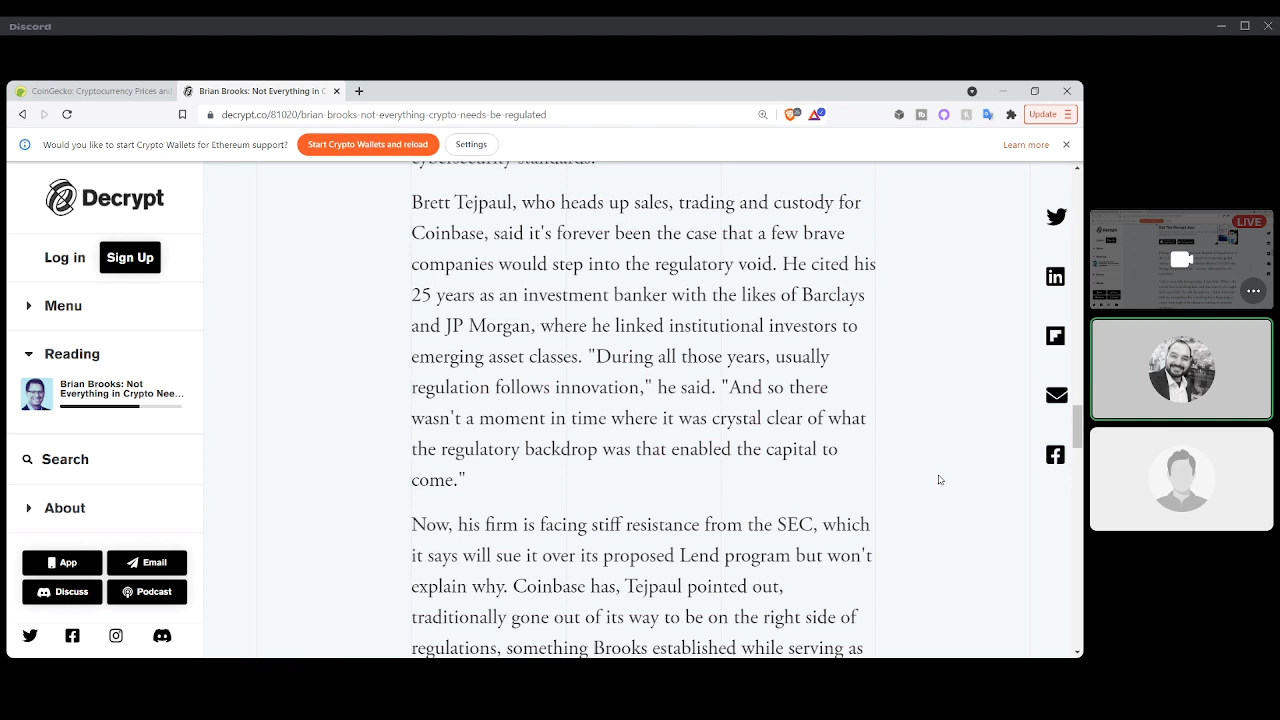 Discord
CoinGecko: Cryptocurrency Prices and
Brian Brooks: Not Everything in C
decrypt.co/81020/brian-brooks-not-everything-crypto-needs-be-regulated
Update
Would you like to start Crypto Wallets for Ethereum support?
Start Crypto Wallets and reload
Settings
Learn more
Decrypt
Log in
Sign Up
Menu
Reading
Brian Brooks: Not
Everything in Crypto Nee...
Search
About
App
Email
Discuss
Podcast
cybersecurity standards.
Brett Tejpaul, who heads up sales, trading and custody for
Coinbase, said it's forever been the case that a few brave
companies would step into the regulatory void. He cited his
25 years as an investment banker with the likes of Barclays
and JP Morgan, where he linked institutional investors to
emerging asset classes. "During all those years, usually
regulation follows innovation," he said. "And so there
wasn't a moment in time where it was crystal clear of what
the regulatory backdrop was that enabled the capital to
come."
Now, his firm is facing stiff resistance from the SEC, which
it says will sue it over its proposed Lend program but won't
explain why. Coinbase has, Tejpaul pointed out,
traditionally gone out of its way to be on the right side of
regulations, something Brooks established while serving as
LIVE